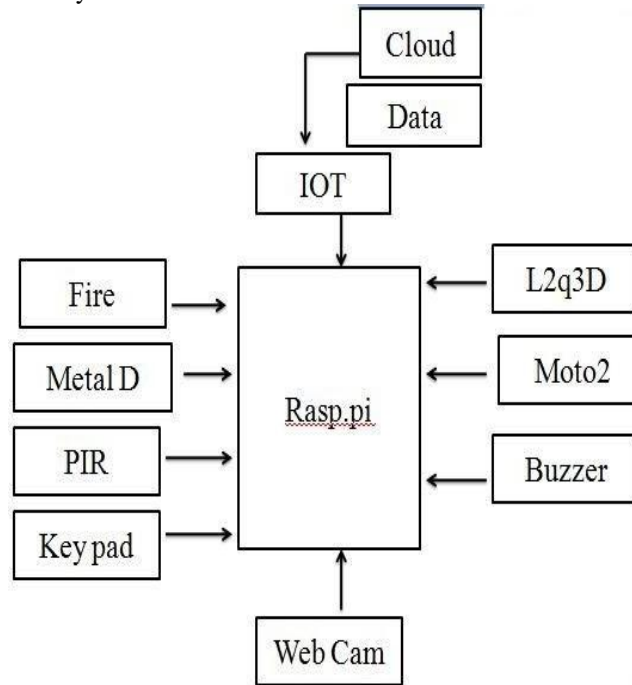 Cloud
Data
IOT
Fire
Metal D
PIR
Key pad
Rasp.pi
L2q3D
Moto2
Buzzer
Web Cam